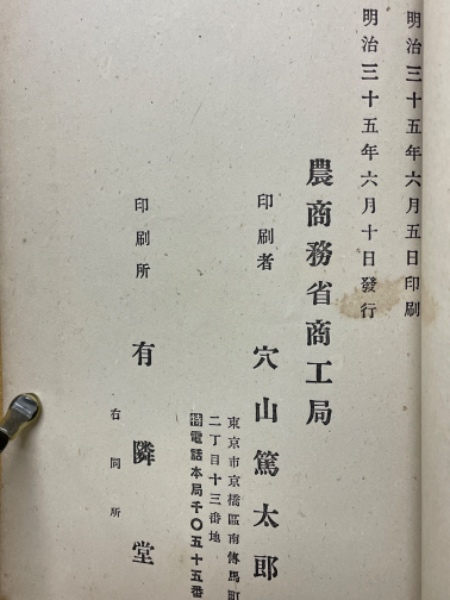 明治三十五年六月五日印刷
明治三十五年六月十日發行
農商務省商工局
印刷者 穴山篤太郎
東京市京橋區南傳馬町
二丁目十三番地
特電話本局千〇五十五番
印刷所 有隣堂
右同所